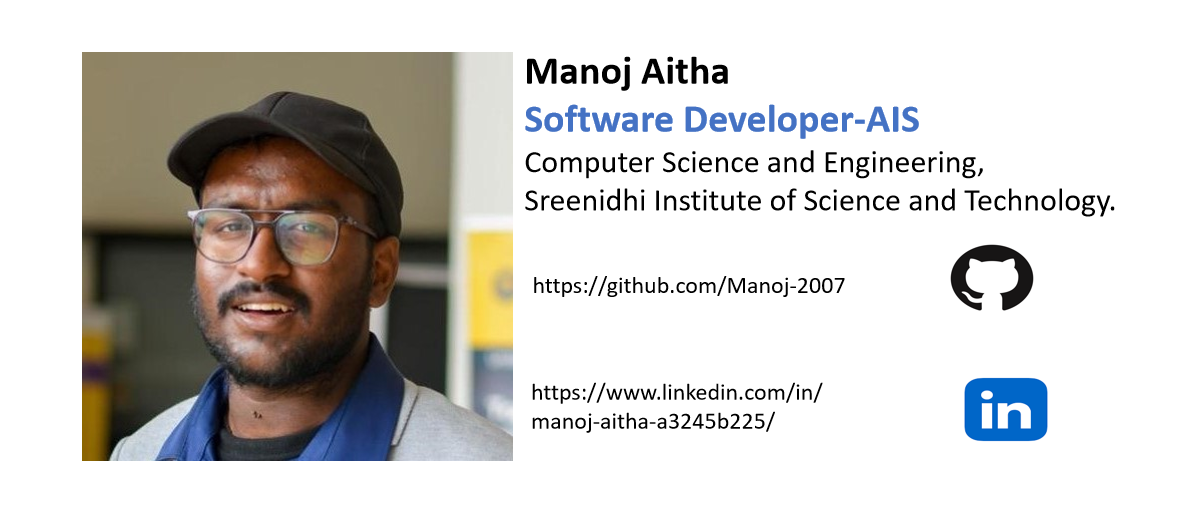 Manoj Aitha
Software Developer-AIS
Computer Science and Engineering,
Sreenidhi Institute of Science and Technology.
https://github.com/Manoj-2007
https://www.linkedin.com/in/
manoj-aitha-a3245b225/
in